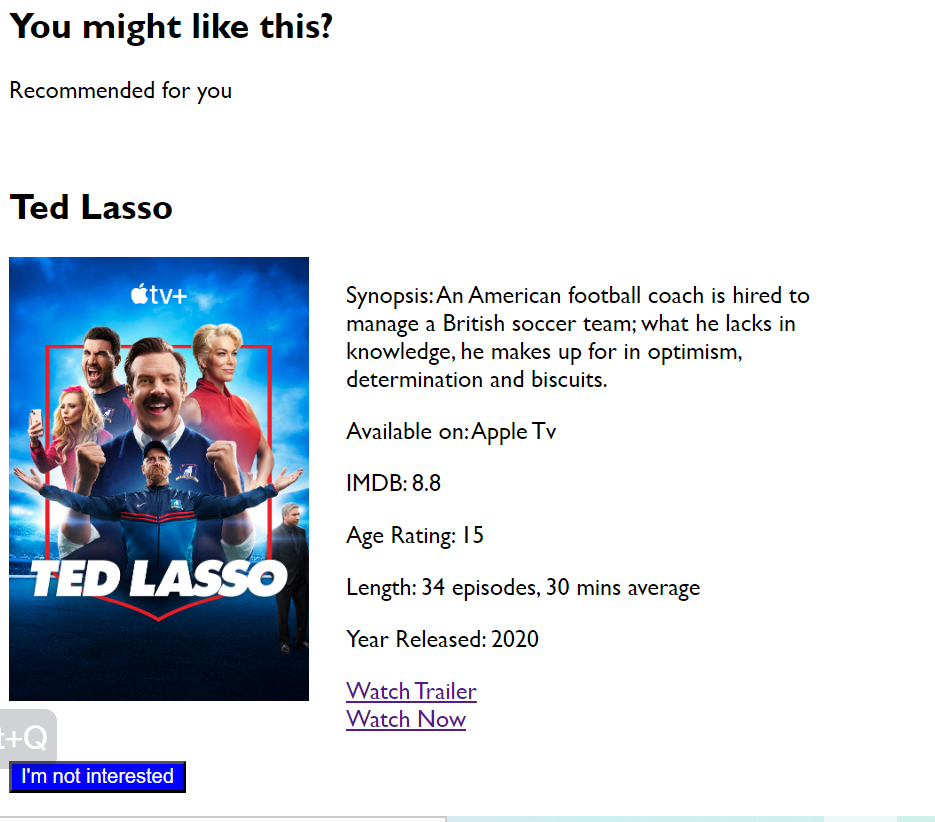 You might like this?
Recommended for you
Ted Lasso
tv+
TED LASSO
Synopsis: An American football coach is hired to
manage a British soccer team; what he lacks in
knowledge, he makes up for in optimism,
determination and biscuits.
Available on: Apple Tv
IMDB: 8.8
Age Rating: 15
Length: 34 episodes, 30 mins average
Year Released: 2020
Watch Trailer
Watch Now
t+Q
I'm not interested